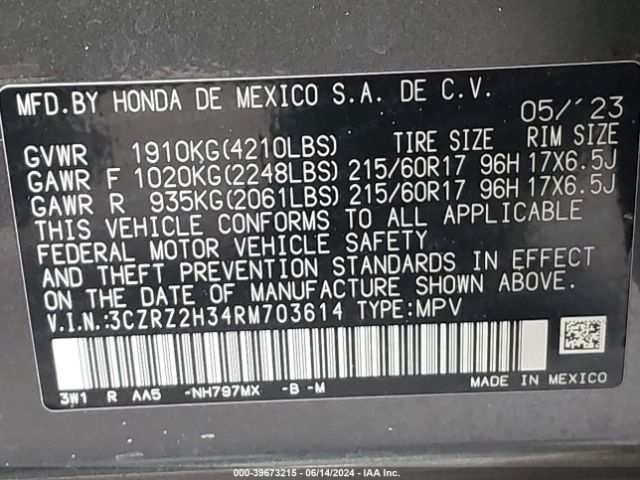 MFD.BY HONDA DE MEXICO S.A. DE C.V.
05/'23
GVWR 1910KG(4210LBS) TIRE SIZE RIM SIZE
GAWR F 1020KG(2248LBS) 215/60R17 96H 17X6.5J
GAWR R 935KG(2061LBS) 215/60R17 96H 17X6.5J
THIS VEHICLE CONFORMS TO ALL APPLICABLE
FEDERAL MOTOR VEHICLE SAFETY
AND THEFT PREVENTION STANDARDS IN EFFECT
ON THE DATE OF MANUFACTURE SHOWN ABOVE.
V.I.N.:3CZRZ2H34RM703614 TYPE:MPV
3W1 R AA5 -NH797MX -B -M
MADE IN MEXICO
© (BIDDER) - 39673215 - 06/14/2024 - IAA Inc.